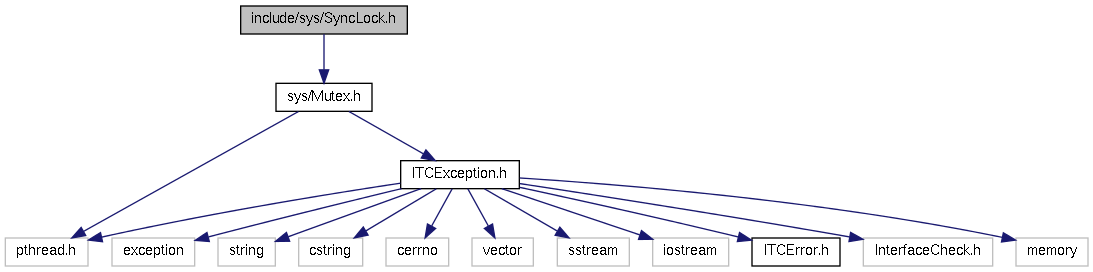 include/sys/SyncLock.h
sys/Mutex.h
ITCException.h
pthread.h
exception
string
cstring
cerrno
vector
sstream
iostream
ITCError.h
InterfaceCheck.h
memory